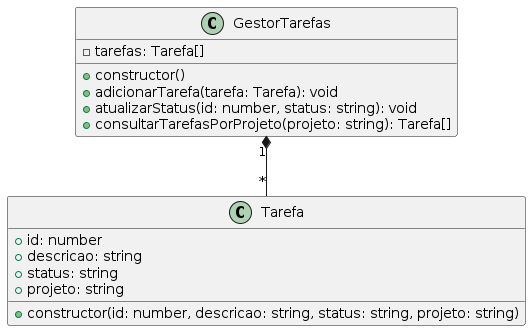 C GestorTarefas
tarefas: Tarefa[]
constructor()
adicionarTarefa(tarefa: Tarefa): void
atualizarStatus(id: number, status: string): void
consultarTarefasPorProjeto(projeto: string): Tarefa[]
1
*
C Tarefa
id: number
descricao: string
status: string
projeto: string
constructor(id: number, descricao: string, status: string, projeto: string)